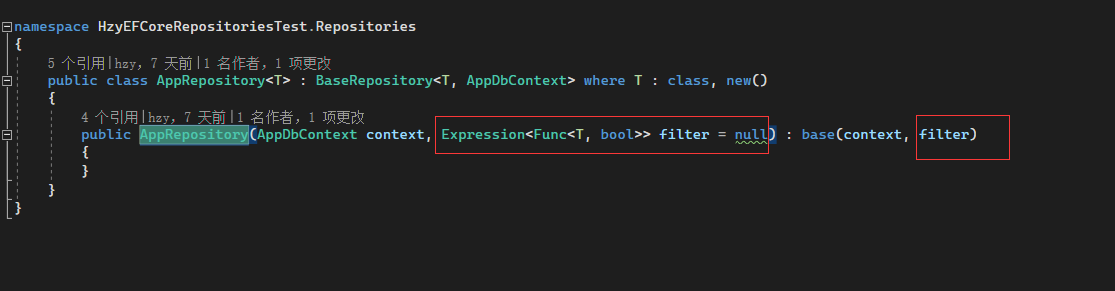 namespace HzyEFCoreRepositoriesTest.Repositories
{
5 个引用|hzy，7 天前|1 名作者，1 项更改
public class AppRepository<T> : BaseRepository<T, AppDbContext> where T : class, new()
{
4 个引用|hzy，7 天前|1 名作者，1 项更改
public AppRepository(AppDbContext context, Expression<Func<T, bool>> filter = null) : base(context, filter)
{
}
}
}